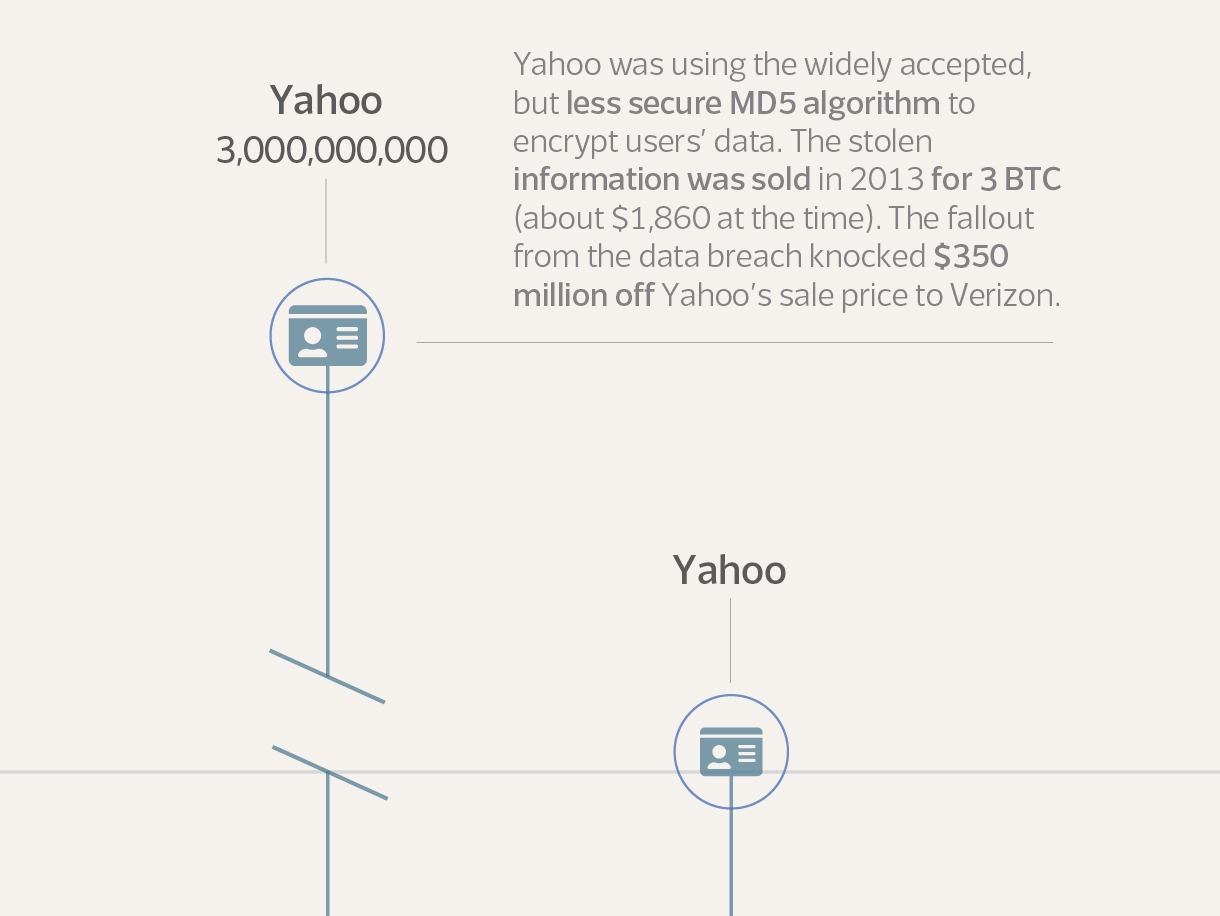 Yahoo
3,000,000,000
Yahoo was using the widely accepted,
but less secure MD5 algorithm to
encrypt users’ data. The stolen
information was sold in 2013 for 3 BTC
(about $1,860 at the time). The fallout
from the data breach knocked $350
million off Yahoo’s sale price to Verizon.
Yahoo